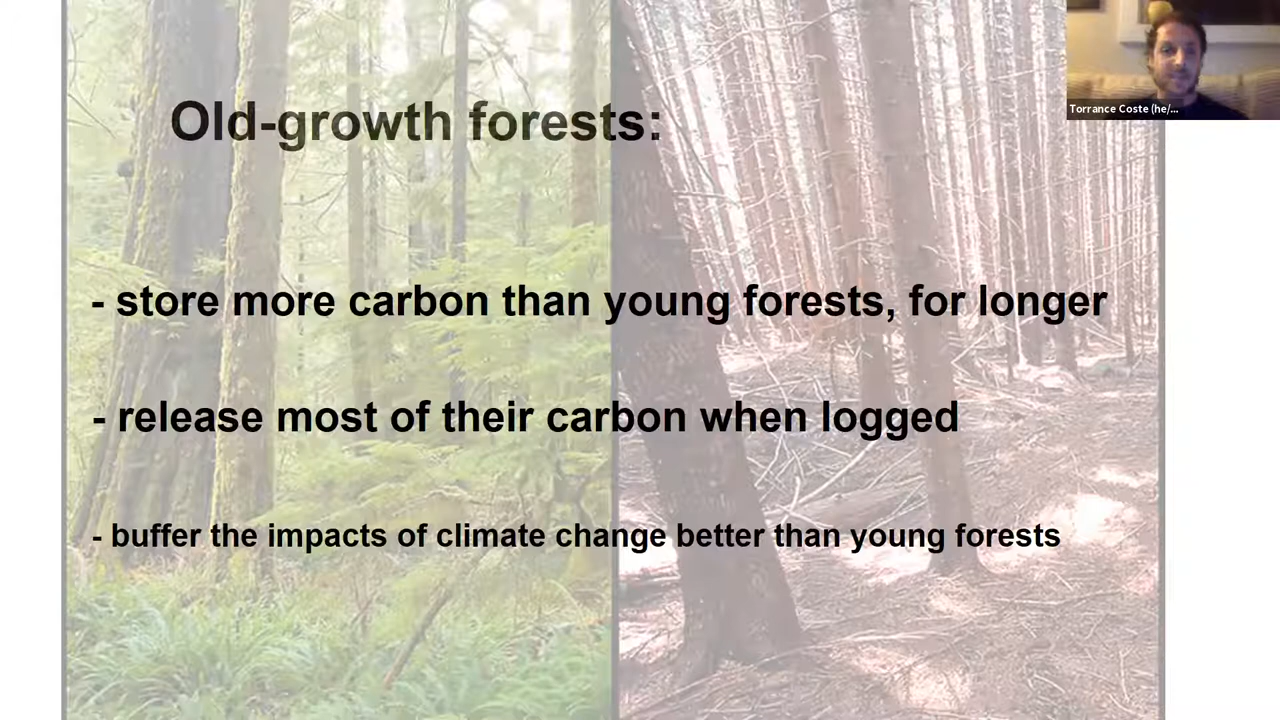 Old-growth forests:
Torrance Coste (he/...
- store more carbon than young forests, for longer
- release most of their carbon when logged
- buffer the impacts of climate change better than young forests